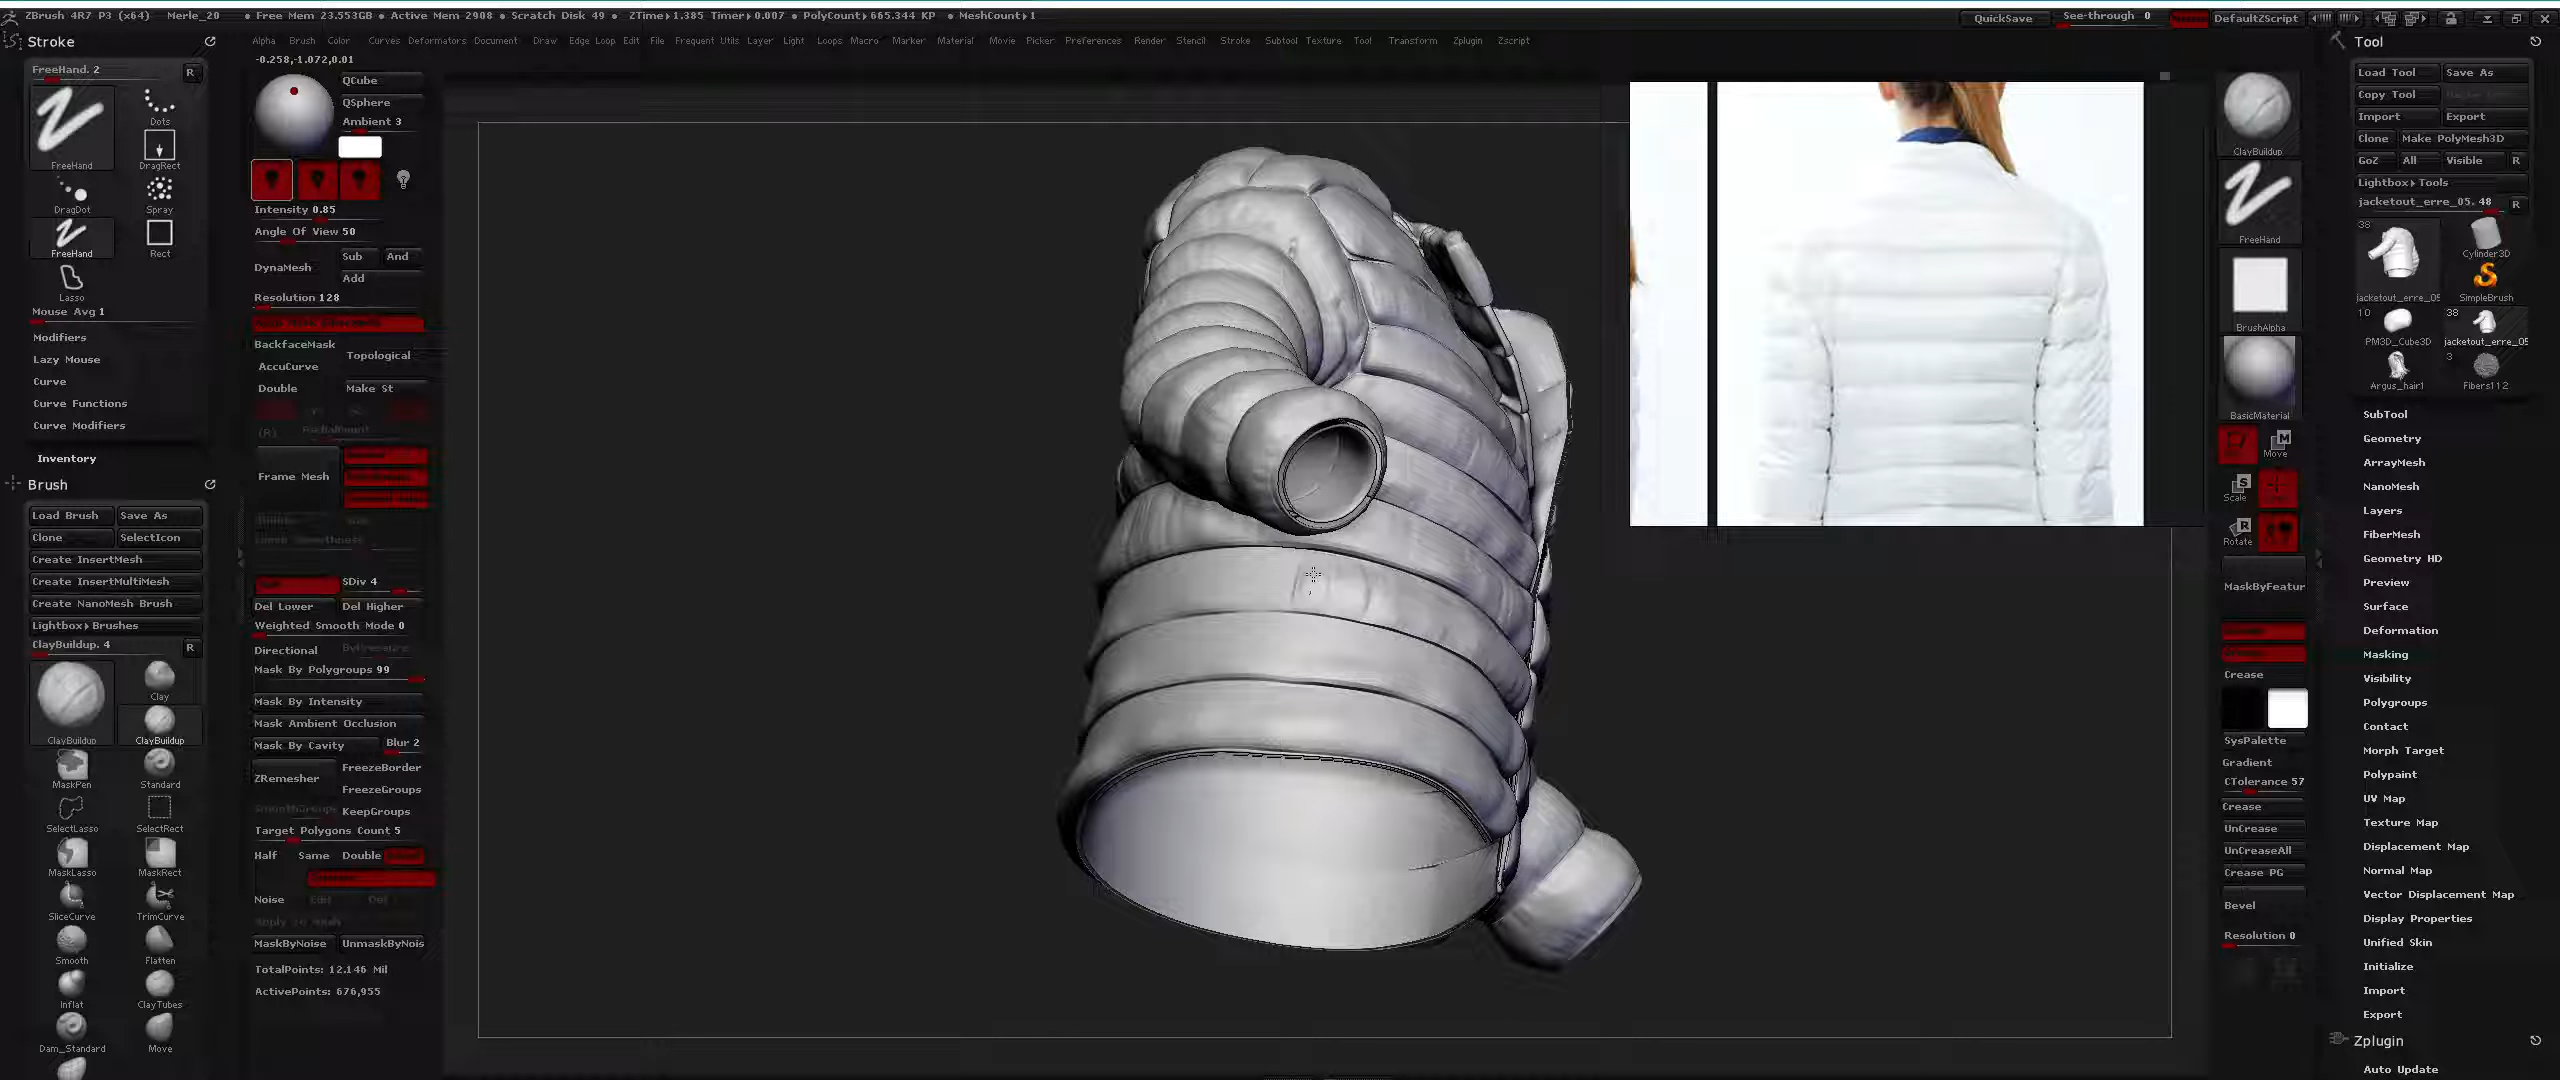 ZBrush 4R7 P3 (x64) Merle_20 • Free Mem 23.553GB • Active Mem 2908 • Scratch Disk 49 • ZTime▸1.385 Timer▸0.007 • PolyCount▸665.344 KP • MeshCount▸1
QuickSave See-through 0 DefaultZScript
Alpha Brush Color Curves Deformators Document Draw Edge Loop Edit File Frequent Utils Layer Light Loops Macro Marker Material Movie Picker Preferences Render Stencil Stroke Subtool Texture Tool Transform Zplugin Zscript
Stroke
FreeHand. 2 R
FreeHand
Dots
DragRect
DragDot
Spray
FreeHand
Rect
Lasso
Mouse Avg 1
Modifiers
Lazy Mouse
Curve
Curve Functions
Curve Modifiers
Inventory
Brush
Load Brush Save As
Clone SelectIcon
Create InsertMesh
Create InsertMultiMesh
Create NanoMesh Brush
Lightbox▸Brushes
ClayBuildup. 4 R
Clay
ClayBuildup ClayBuildup
MaskPen Standard
SelectLasso SelectRect
MaskLasso MaskRect
SliceCurve TrimCurve
Smooth Flatten
Inflat ClayTubes
Dam_Standard Move
-0.258,-1.072,0.01
QCube
QSphere
Ambient 3
Intensity 0.85
Angle Of View 50
DynaMesh Sub And
Add
Resolution 128
BackfaceMask
Topological
AccuCurve
Double Make St
(R)
Frame Mesh
SDiv 4
Del Lower Del Higher
Weighted Smooth Mode 0
Directional
Mask By Polygroups 99
Mask By Intensity
Mask Ambient Occlusion
Mask By Cavity Blur 2
FreezeBorder
ZRemesher
FreezeGroups
KeepGroups
Target Polygons Count 5
Half Same Double
Noise Edit Del
MaskByNoise UnmaskByNois
TotalPoints: 12.146 Mil
ActivePoints: 676,955
ClayBuildup
FreeHand
BrushAlpha
BasicMaterial
Move
Scale
Rotate
MaskByFeatur
Crease
SysPalette
Gradient
CTolerance 57
Crease
UnCrease
UnCreaseAll
Crease PG
Bevel
Resolution 0
Tool
Load Tool Save As
Copy Tool
Import Export
Clone Make PolyMesh3D
GoZ All Visible R
Lightbox▸Tools
jacketout_erre_05. 48 R
38
Cylinder3D
jacketout_erre_05 SimpleBrush
10 38
PM3D_Cube3D jacketout_erre_05
3
Argus_hair1 Fibers112
SubTool
Geometry
ArrayMesh
NanoMesh
Layers
FiberMesh
Geometry HD
Preview
Surface
Deformation
Masking
Visibility
Polygroups
Contact
Morph Target
Polypaint
UV Map
Texture Map
Displacement Map
Normal Map
Vector Displacement Map
Display Properties
Unified Skin
Initialize
Import
Export
Zplugin
Auto Update